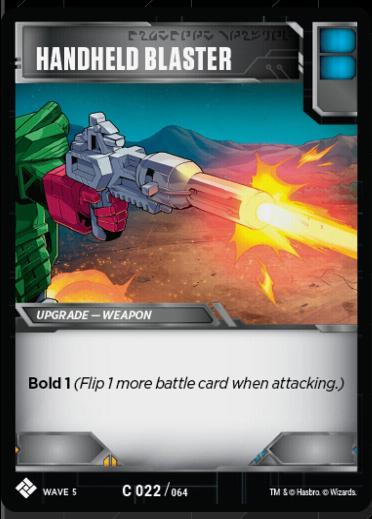 HANDHELD BLASTER
UPGRADE — WEAPON
Bold 1 (Flip 1 more battle card when attacking.)
WAVE 5 C 022/064 TM & © Hasbro. © Wizards.